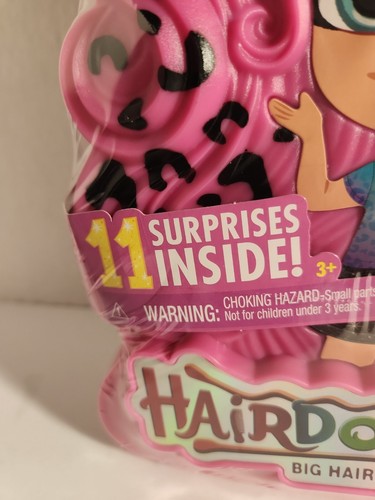 11 SURPRISES
INSIDE!
3+
WARNING: CHOKING HAZARD-Small parts
Not for children under 3 years.
HAIRDO
BIG HAIR